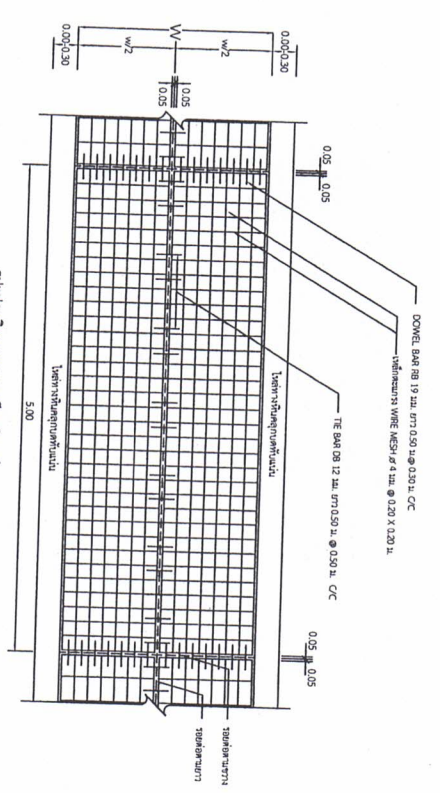 DOWEL BAR RB 19 มม. ยาว 0.50 ม.@ 0.30 ม. C/C
เหล็กตะแกรง WIRE MESH ø 4 มม. @ 0.20 X 0.20 ม.
TIE BAR DB 12 มม. ยาว 0.50 ม. @ 0.50 ม. C/C
0.05
0.05
0.05
0.05
รอยต่อตามขวาง
รอยต่อตามยาว
ไหล่ทางหินคลุกบดทับแน่น
0.00-0.30
W/2
W
W/2
0.00-0.30
0.05
0.05
ไหล่ทางหินคลุกบดทับแน่น
5.00